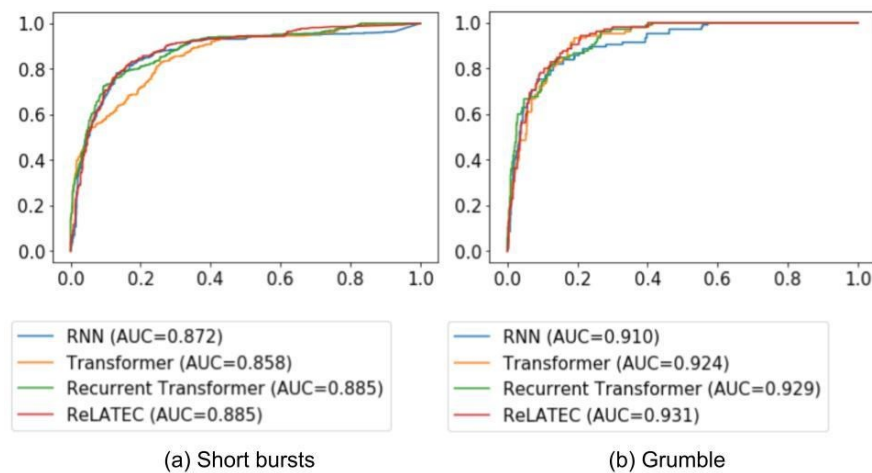 1.0
0.8
0.6
0.4
0.2
0.0
0.0 0.2 0.4 0.6 0.8 1.0
RNN (AUC=0.872)
Transformer (AUC=0.858)
Recurrent Transformer (AUC=0.885)
ReLATEC (AUC=0.885)
(a) Short bursts
1.0
0.8
0.6
0.4
0.2
0.0
0.0 0.2 0.4 0.6 0.8 1.0
RNN (AUC=0.910)
Transformer (AUC=0.924)
Recurrent Transformer (AUC=0.929)
ReLATEC (AUC=0.931)
(b) Grumble